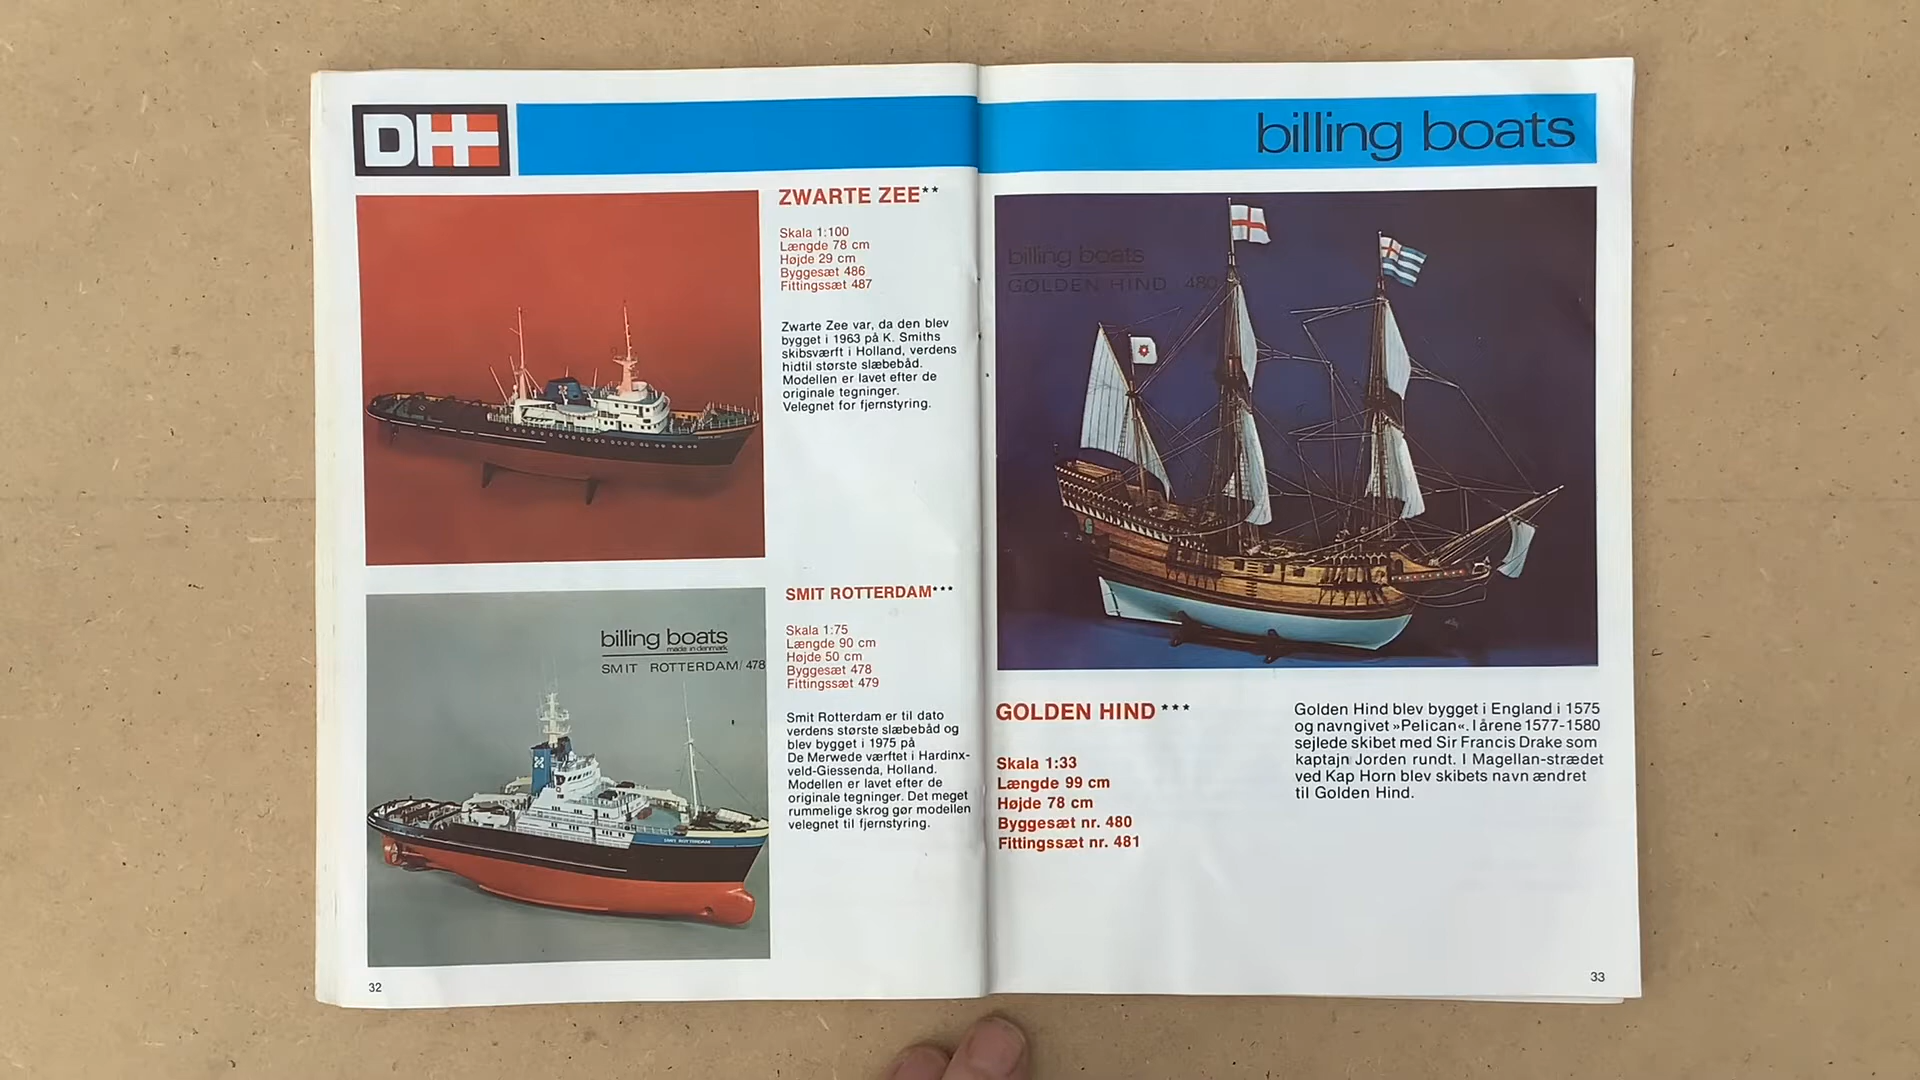 DH
billing boats
ZWARTE ZEE**
Skala 1:100
Længde 78 cm
Højde 29 cm
Byggesæt 486
Fittingssæt 487
Zwarte Zee var, da den blev
bygget i 1963 på K. Smiths
skibsværft i Holland, verdens
hidtil største slæbebåd.
Modellen er lavet efter de
originale tegninger.
Velegnet for fjernstyring.
billing boats
made in denmark
SMIT ROTTERDAM/478
SMIT ROTTERDAM
SMIT ROTTERDAM***
Skala 1:75
Længde 90 cm
Højde 50 cm
Byggesæt 478
Fittingssæt 479
Smit Rotterdam er til dato
verdens største slæbebåd og
blev bygget i 1975 på
De Merwede værftet i Hardinx-
veld-Giessenda, Holland.
Modellen er lavet efter de
originale tegninger. Det meget
rummelige skrog gør modellen
velegnet til fjernstyring.
32
billing boats
GOLDEN HIND 480
GOLDEN HIND***
Skala 1:33
Længde 99 cm
Højde 78 cm
Byggesæt nr. 480
Fittingssæt nr. 481
Golden Hind blev bygget i England i 1575
og navngivet »Pelican«. I årene 1577-1580
sejlede skibet med Sir Francis Drake som
kaptajn Jorden rundt. I Magellan-strædet
ved Kap Horn blev skibets navn ændret
til Golden Hind.
33